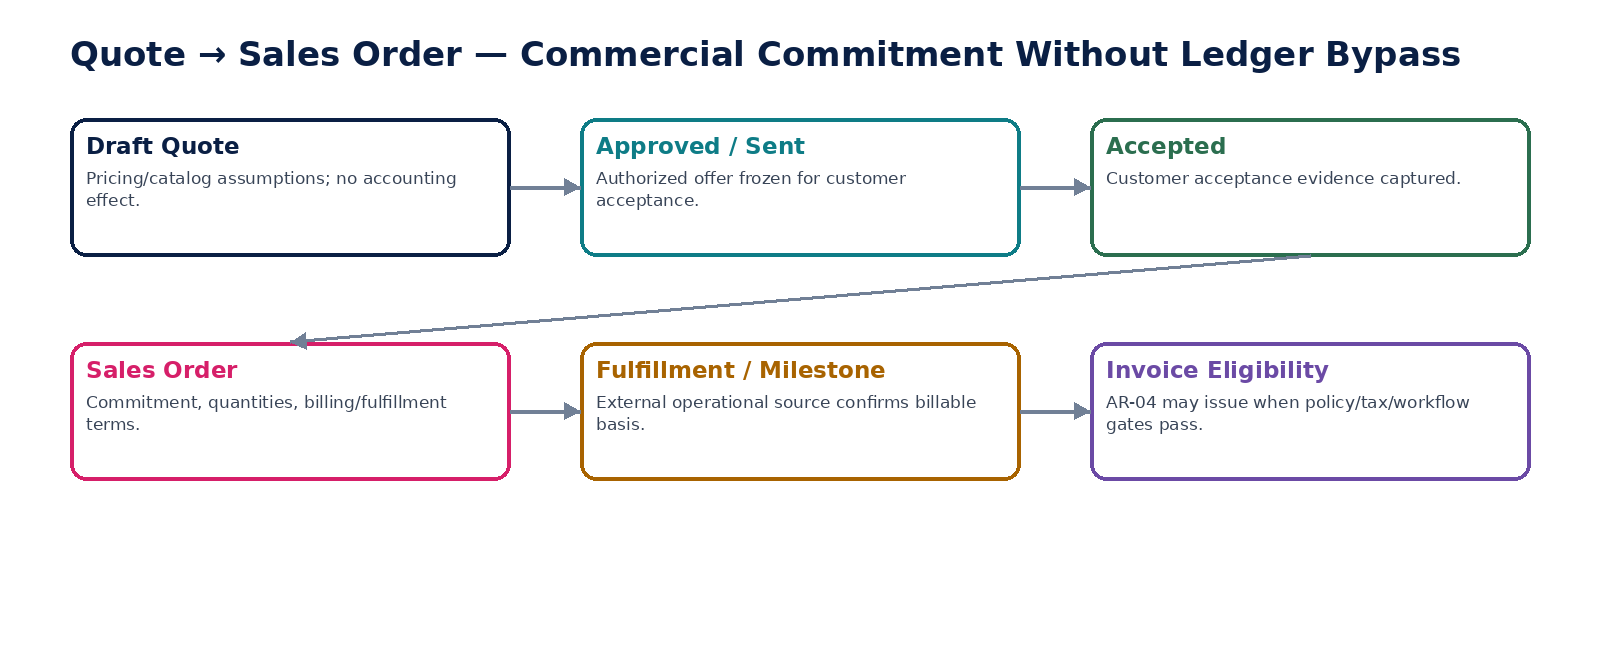 Quote → Sales Order — Commercial Commitment Without Ledger Bypass
Draft Quote
Pricing/catalog assumptions; no accounting
effect.
Approved / Sent
Authorized offer frozen for customer
acceptance.
Accepted
Customer acceptance evidence captured.
Sales Order
Commitment, quantities, billing/fulfillment
terms.
Fulfillment / Milestone
External operational source confirms billable
basis.
Invoice Eligibility
AR-04 may issue when policy/tax/workflow
gates pass.